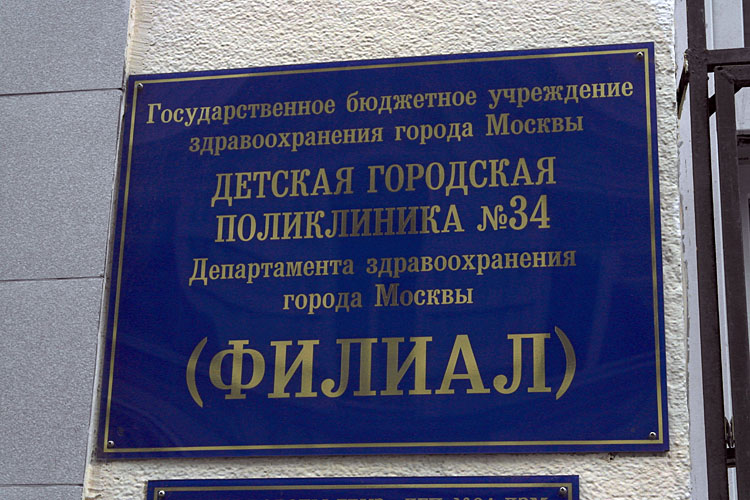 Государственное бюджетное учреждение
здравоохранения города Москвы
ДЕТСКАЯ ГОРОДСКАЯ
ПОЛИКЛИНИКА №34
Департамента здравоохранения
города Москвы
(ФИЛИАЛ)